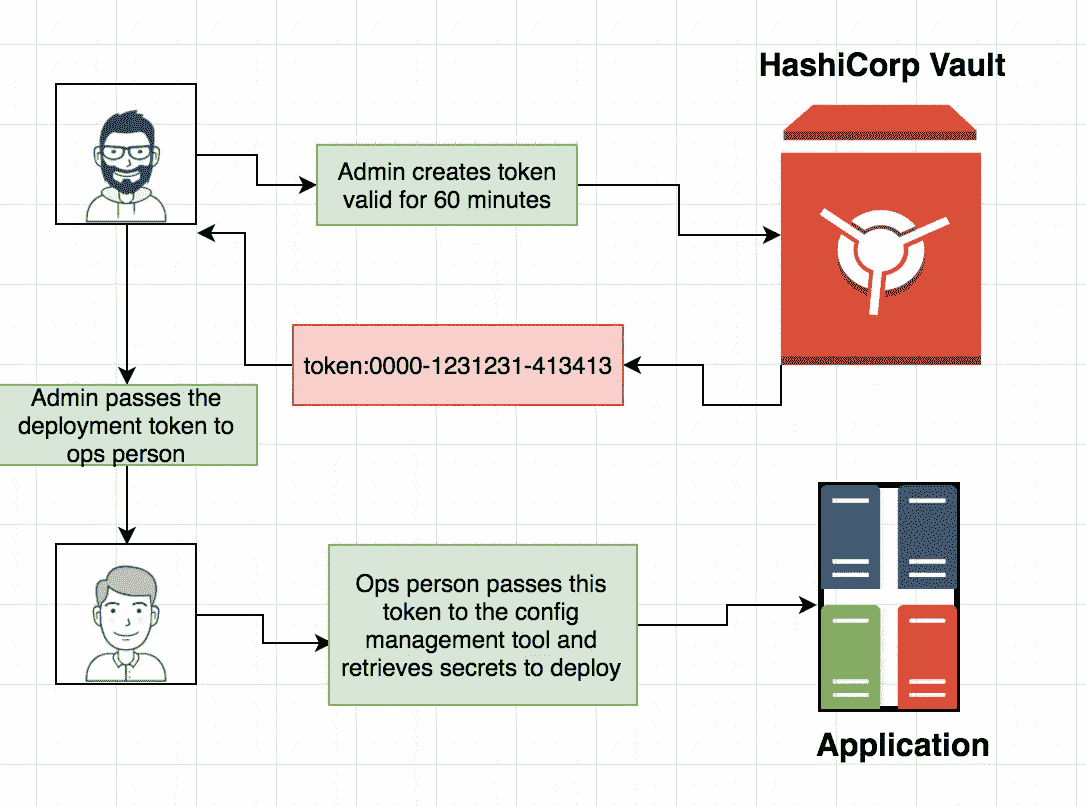 HashiCorp Vault
Admin creates token
valid for 60 minutes
token:0000-1231231-413413
Admin passes the
deployment token to
ops person
Ops person passes this
token to the config
management tool and
retrieves secrets to deploy
Application